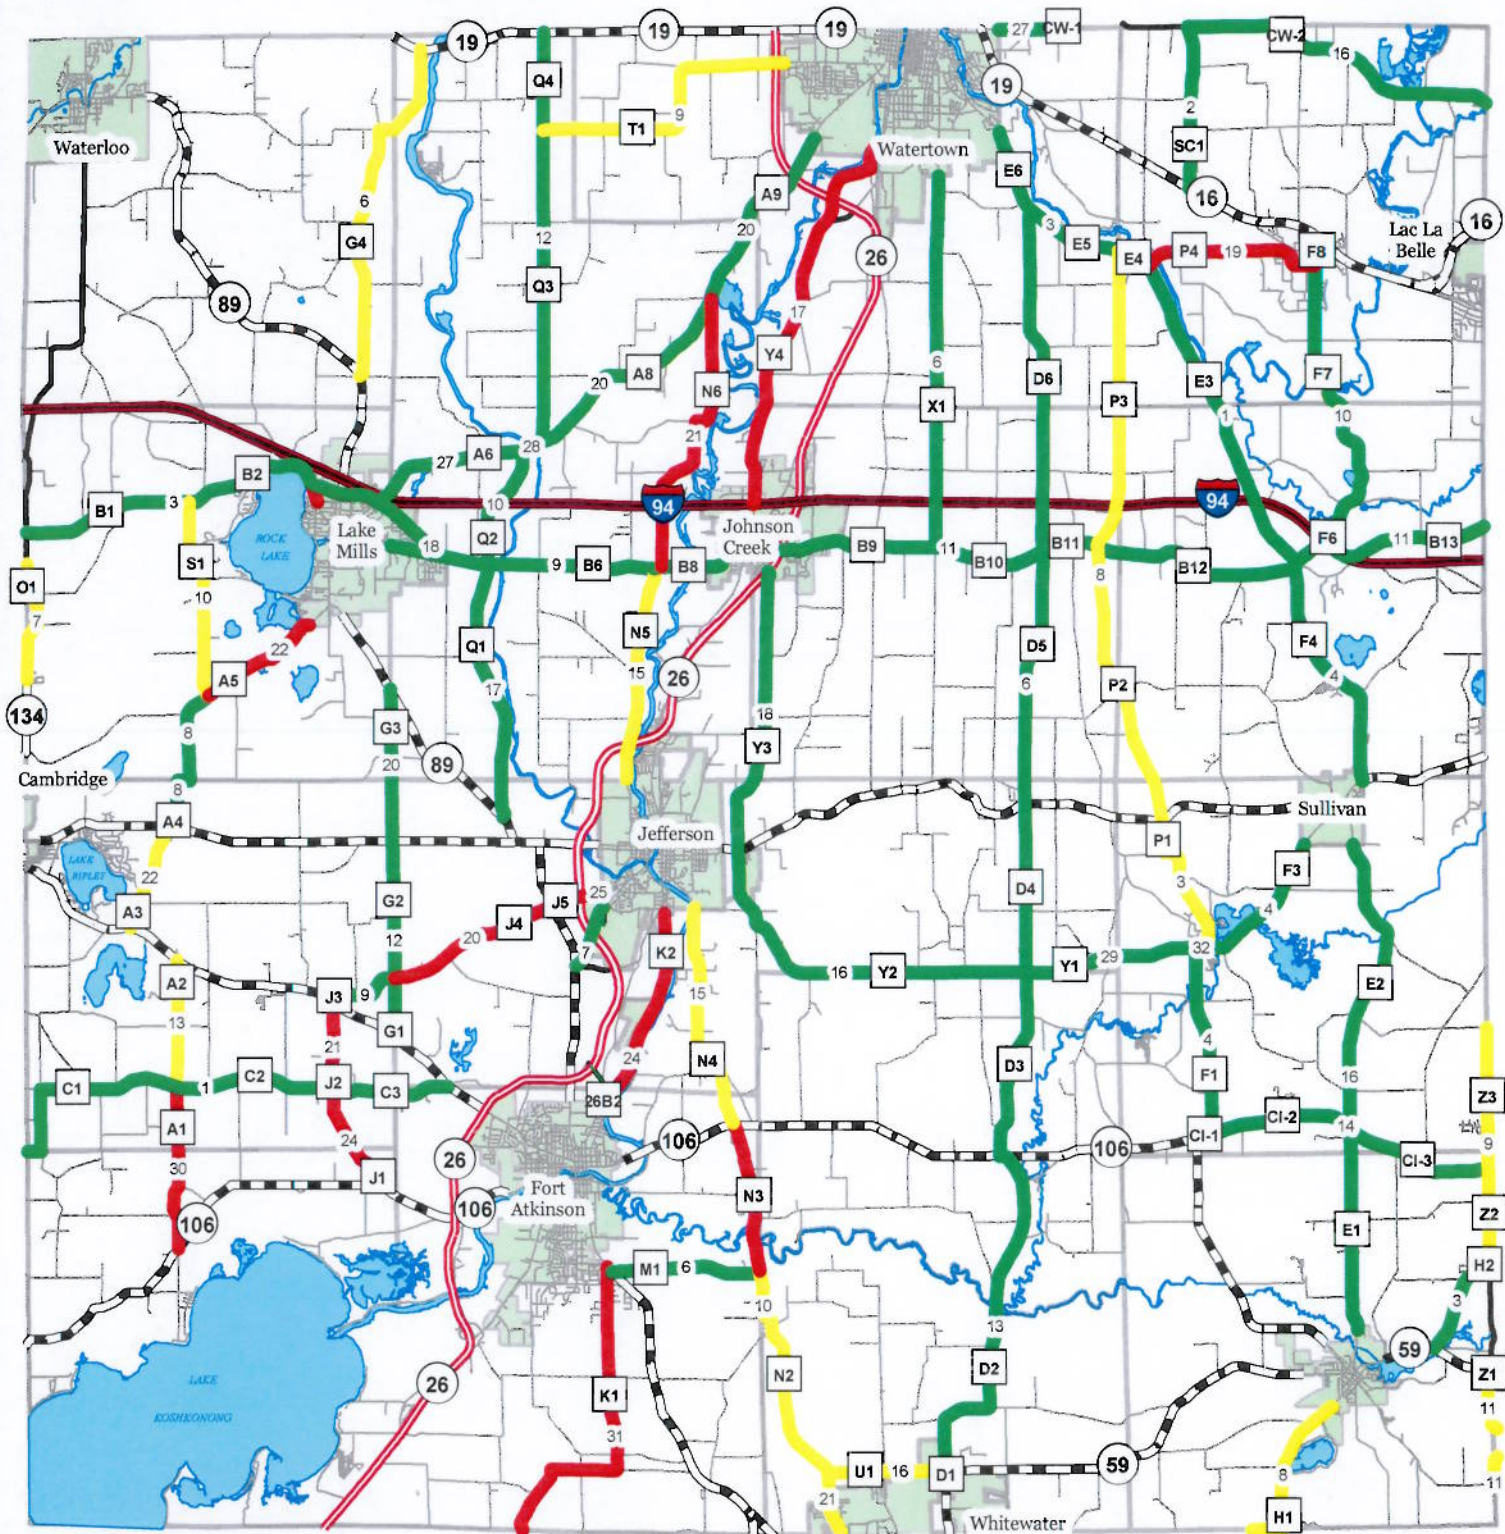 19
19
19
27
CW-1
CW-2
16
Q4
19
T1
9
2
Waterloo
Watertown
SC1
E6
A9
16
6
G4
12
20
3
E5
E4
P4
19
F8
Lac La
Belle
16
26
Q3
89
17
Y4
6
A8
20
N6
D6
E3
F7
P3
X1
1
10
21
28
A6
27
B2
3
B1
10
94
94
Johnson
Creek
Lake
Mills
ROCK
LAKE
Q2
18
B9
11
B10
B11
F6
11
B13
S1
9
B6
B8
8
B12
O1
10
7
N5
Q1
D5
F4
22
A5
15
26
6
P2
4
17
134
18
G3
8
Y3
20
89
Cambridge
8
A4
Jefferson
Sullivan
P1
LAKE
RIPLEY
22
F3
3
D4
A3
G2
J5
25
J4
4
20
12
K2
7
32
29
Y1
Y2
16
A2
J3
9
15
E2
13
G1
21
24
N4
4
D3
F1
16
C1
1
C2
J2
C3
26B2
Z3
CI-2
14
A1
24
106
106
CI-1
9
CI-3
26
30
J1
Fort
Atkinson
N3
106
106
Z2
E1
M1
6
H2
10
3
13
59
LAKE
KOSHKONONG
D2
N2
Z1
26
K1
11
31
U1
16
D1
59
8
11
21
H1
Whitewater